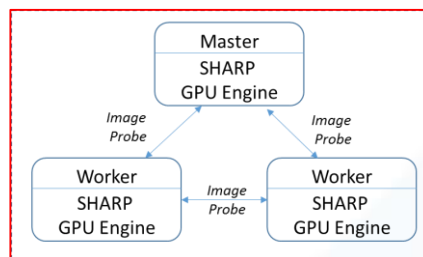 Master
SHARP
GPU Engine
Image
Probe
Image
Probe
Worker
SHARP
GPU Engine
Image
Probe
Worker
SHARP
GPU Engine